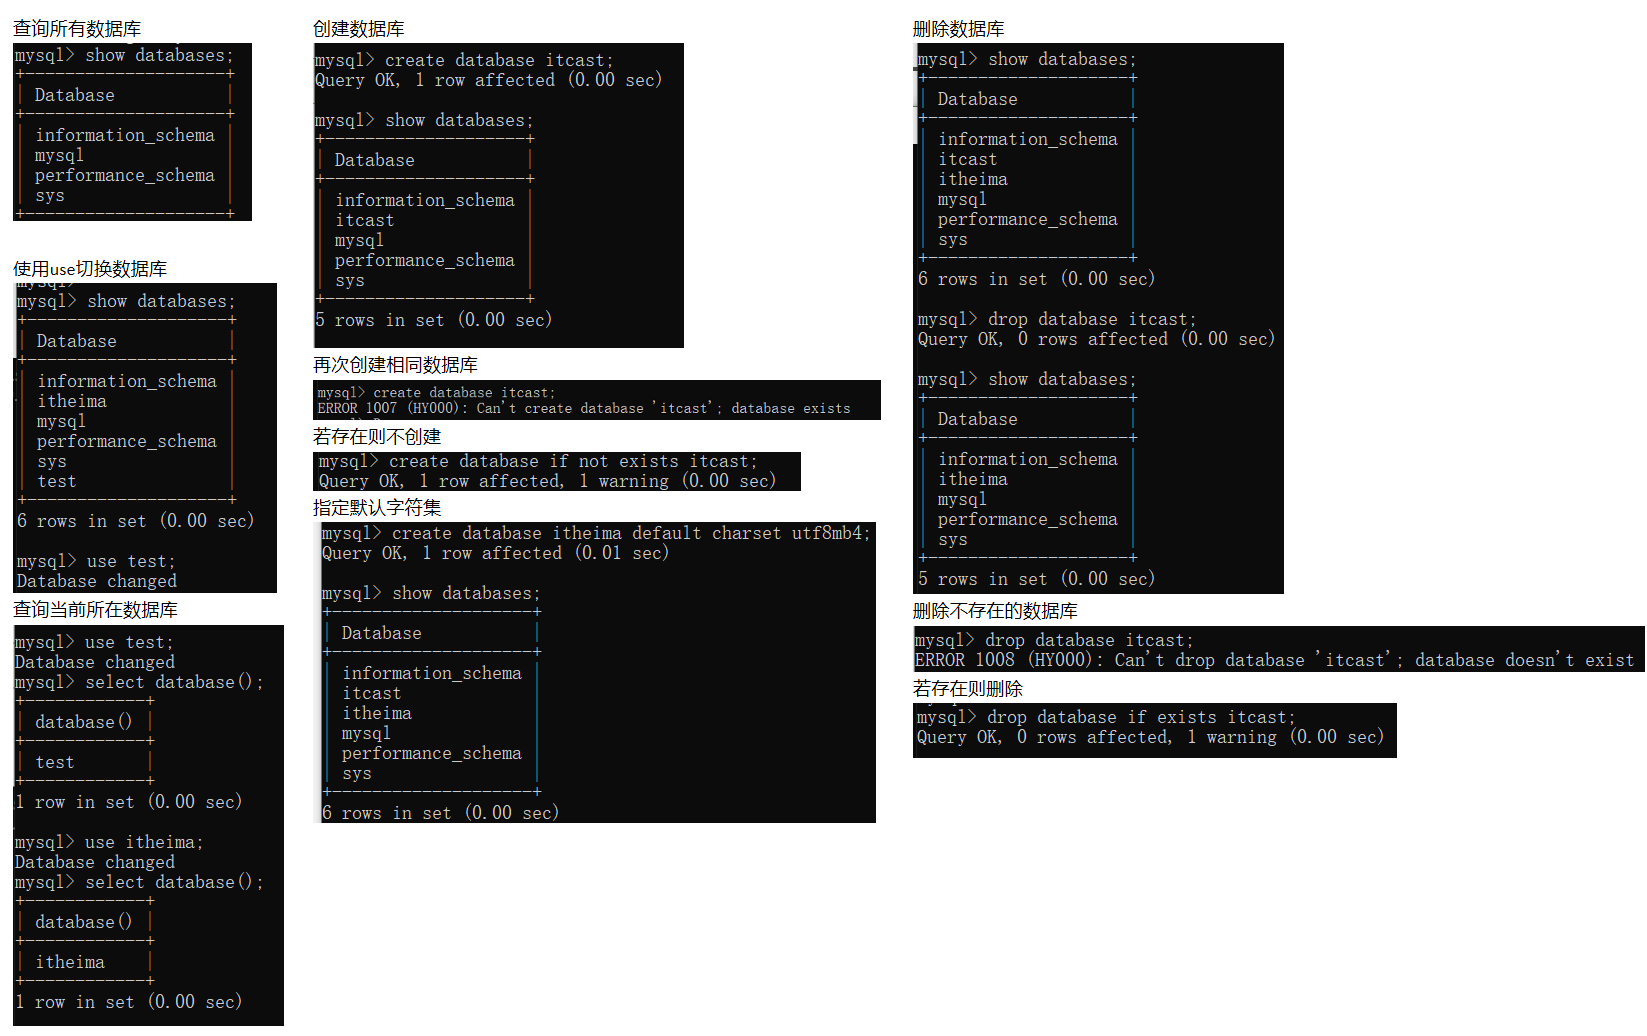 查询所有数据库
mysql> show databases;
+--------------------+
| Database           |
+--------------------+
| information_schema |
| mysql              |
| performance_schema |
| sys                |
+--------------------+
使用use切换数据库
mysql> show databases;
+--------------------+
| Database           |
+--------------------+
| information_schema |
| itheima            |
| mysql              |
| performance_schema |
| sys                |
| test               |
+--------------------+
6 rows in set (0.00 sec)
mysql> use test;
Database changed
查询当前所在数据库
mysql> use test;
Database changed
mysql> select database();
+------------+
| database() |
+------------+
| test       |
+------------+
1 row in set (0.00 sec)
mysql> use itheima;
Database changed
mysql> select database();
+------------+
| database() |
+------------+
| itheima    |
+------------+
1 row in set (0.00 sec)
创建数据库
mysql> create database itcast;
Query OK, 1 row affected (0.00 sec)
mysql> show databases;
+--------------------+
| Database           |
+--------------------+
| information_schema |
| itcast             |
| mysql              |
| performance_schema |
| sys                |
+--------------------+
5 rows in set (0.00 sec)
再次创建相同数据库
mysql> create database itcast;
ERROR 1007 (HY000): Can't create database 'itcast'; database exists
若存在则不创建
mysql> create database if not exists itcast;
Query OK, 1 row affected, 1 warning (0.00 sec)
指定默认字符集
mysql> create database itheima default charset utf8mb4;
Query OK, 1 row affected (0.01 sec)
mysql> show databases;
+--------------------+
| Database           |
+--------------------+
| information_schema |
| itcast             |
| itheima            |
| mysql              |
| performance_schema |
| sys                |
+--------------------+
6 rows in set (0.00 sec)
删除数据库
mysql> show databases;
+--------------------+
| Database           |
+--------------------+
| information_schema |
| itcast             |
| itheima            |
| mysql              |
| performance_schema |
| sys                |
+--------------------+
6 rows in set (0.00 sec)
mysql> drop database itcast;
Query OK, 0 rows affected (0.00 sec)
mysql> show databases;
+--------------------+
| Database           |
+--------------------+
| information_schema |
| itheima            |
| mysql              |
| performance_schema |
| sys                |
+--------------------+
5 rows in set (0.00 sec)
删除不存在的数据库
mysql> drop database itcast;
ERROR 1008 (HY000): Can't drop database 'itcast'; database doesn't exist
若存在则删除
mysql> drop database if exists itcast;
Query OK, 0 rows affected, 1 warning (0.00 sec)